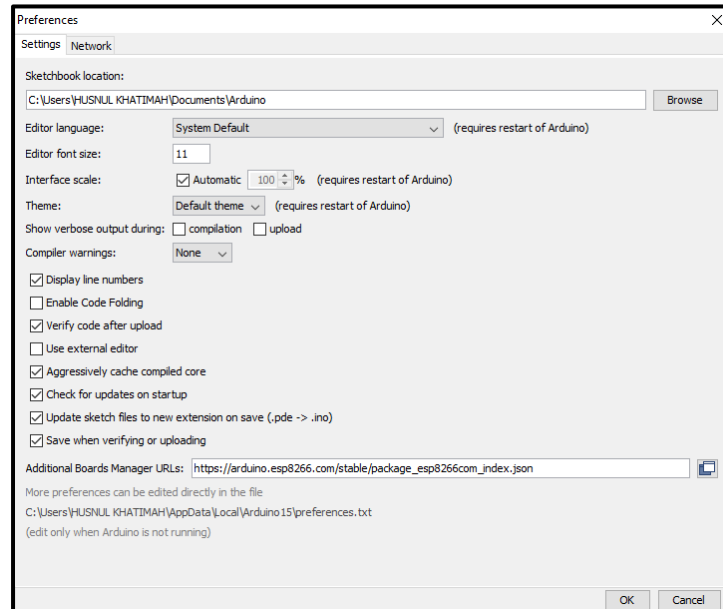 Preferences
Settings Network
Sketchbook location:
C:\Users\HUSNUL KHATIMAH\Documents\Arduino Browse
Editor language: System Default (requires restart of Arduino)
Editor font size: 11
Interface scale: Automatic 100 % (requires restart of Arduino)
Theme: Default theme (requires restart of Arduino)
Show verbose output during: compilation upload
Compiler warnings: None
Display line numbers
Enable Code Folding
Verify code after upload
Use external editor
Aggressively cache compiled core
Check for updates on startup
Update sketch files to new extension on save (.pde -> .ino)
Save when verifying or uploading
Additional Boards Manager URLs: https://arduino.esp8266.com/stable/package_esp8266com_index.json
More preferences can be edited directly in the file
C:\Users\HUSNUL KHATIMAH\AppData\Local\Arduino15\preferences.txt
(edit only when Arduino is not running)
OK Cancel